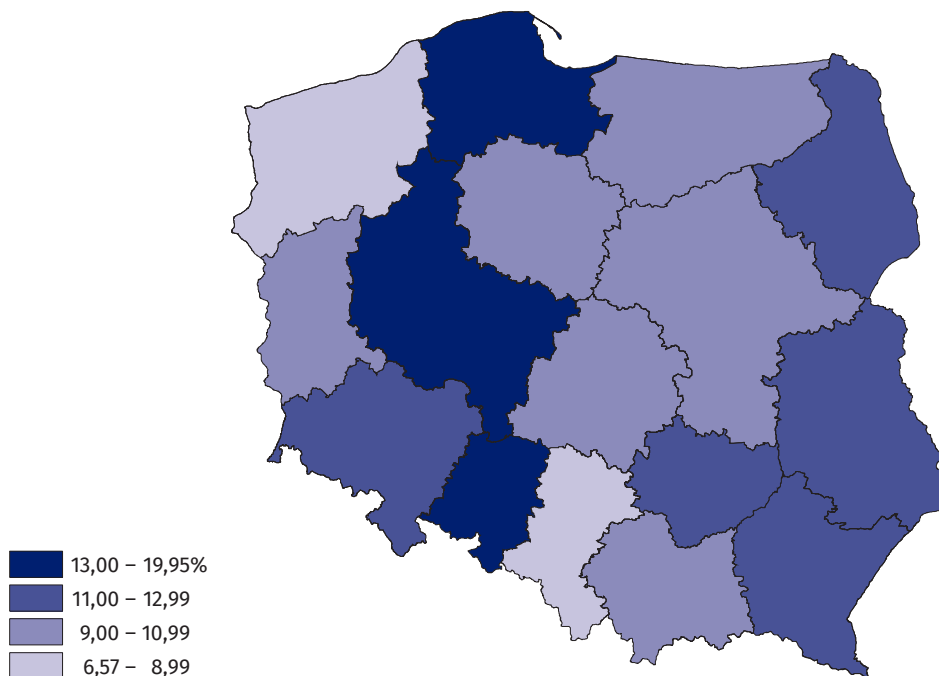 13,00 – 19,95%
11,00 – 12,99
9,00 – 10,99
6,57 – 8,99